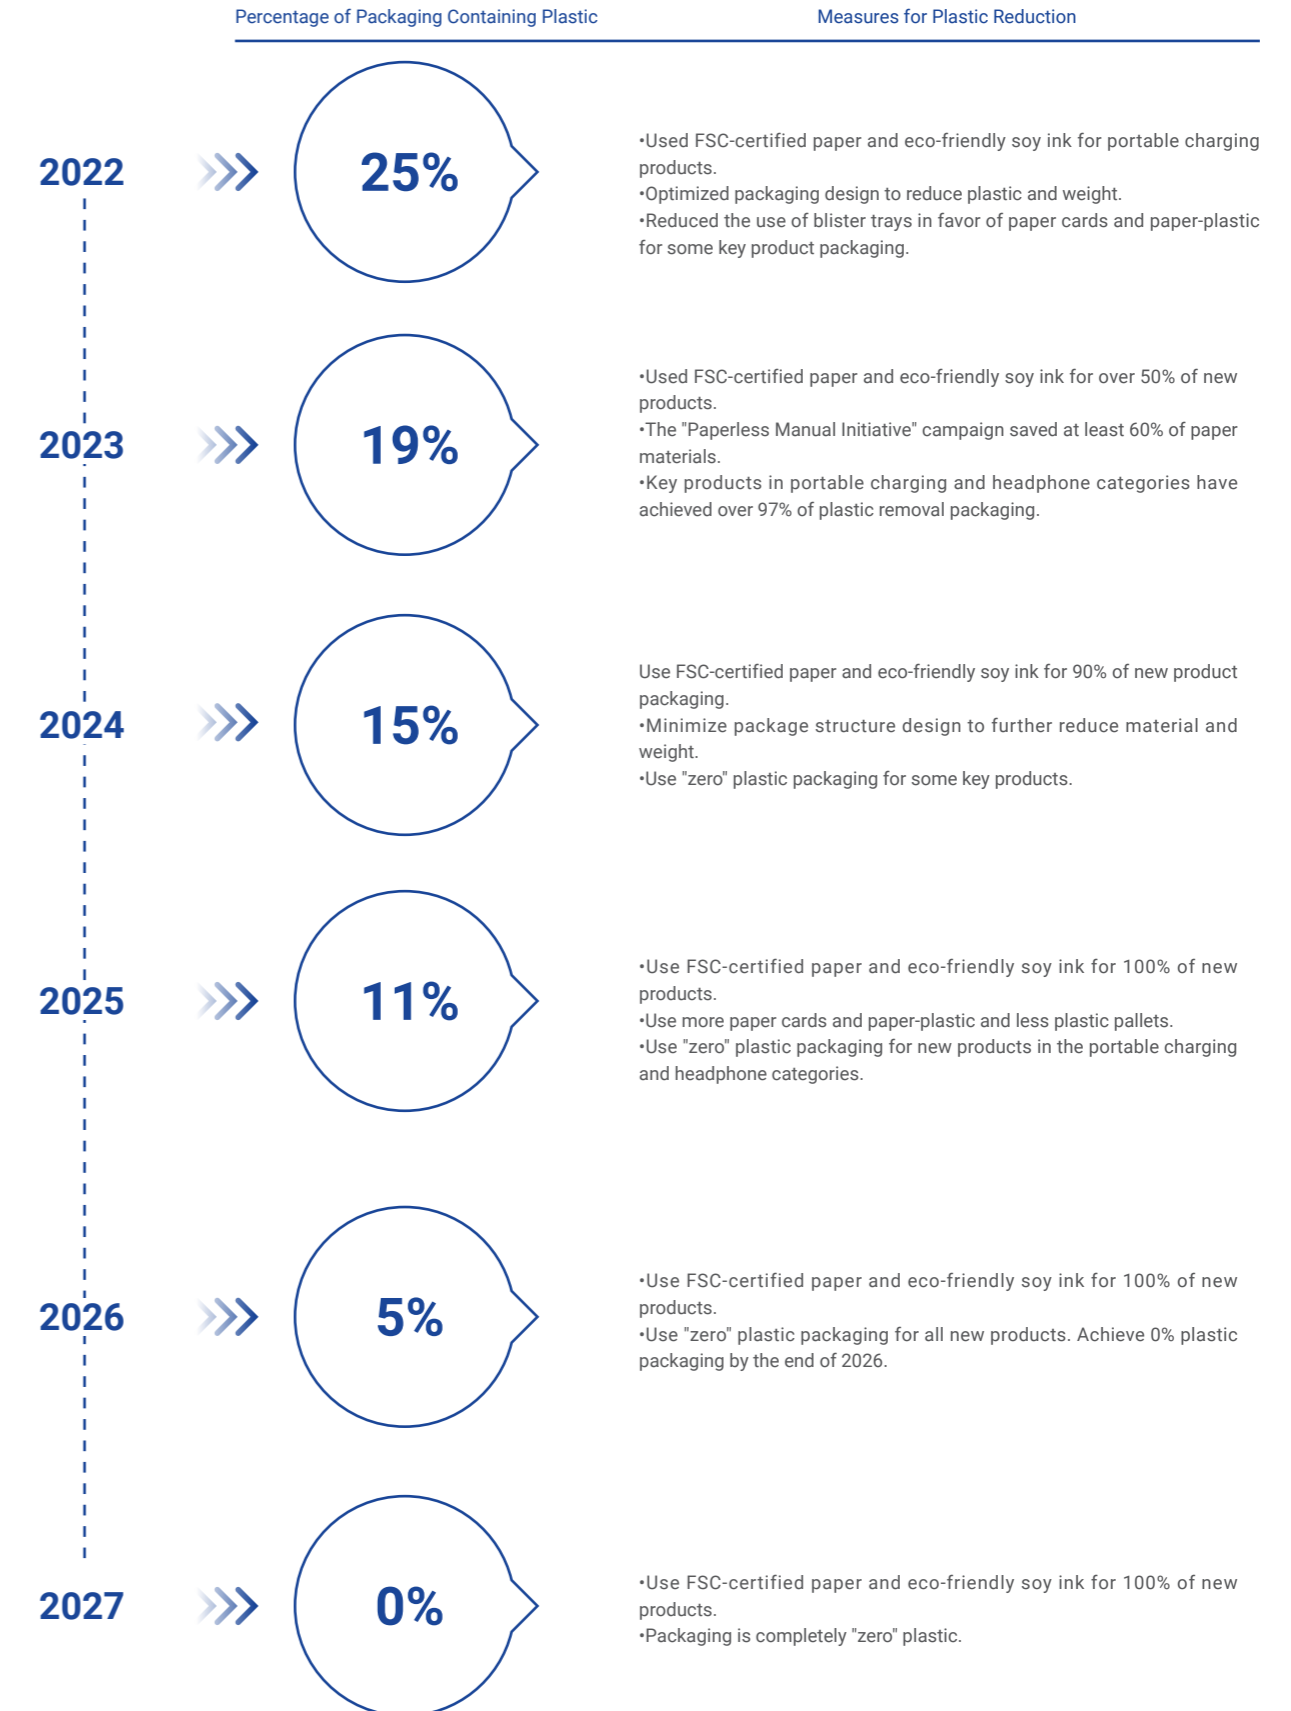 Percentage of Packaging Containing Plastic
Measures for Plastic Reduction
2022
25%
•Used FSC-certified paper and eco-friendly soy ink for portable charging
products.
•Optimized packaging design to reduce plastic and weight.
•Reduced the use of blister trays in favor of paper cards and paper-plastic
for some key product packaging.
2023
19%
•Used FSC-certified paper and eco-friendly soy ink for over 50% of new
products.
•The "Paperless Manual Initiative" campaign saved at least 60% of paper
materials.
•Key products in portable charging and headphone categories have
achieved over 97% of plastic removal packaging.
2024
15%
Use FSC-certified paper and eco-friendly soy ink for 90% of new product
packaging.
•Minimize package structure design to further reduce material and
weight.
•Use "zero" plastic packaging for some key products.
2025
11%
•Use FSC-certified paper and eco-friendly soy ink for 100% of new
products.
•Use more paper cards and paper-plastic and less plastic pallets.
•Use "zero" plastic packaging for new products in the portable charging
and headphone categories.
2026
5%
•Use FSC-certified paper and eco-friendly soy ink for 100% of new
products.
•Use "zero" plastic packaging for all new products. Achieve 0% plastic
packaging by the end of 2026.
2027
0%
•Use FSC-certified paper and eco-friendly soy ink for 100% of new
products.
•Packaging is completely "zero" plastic.